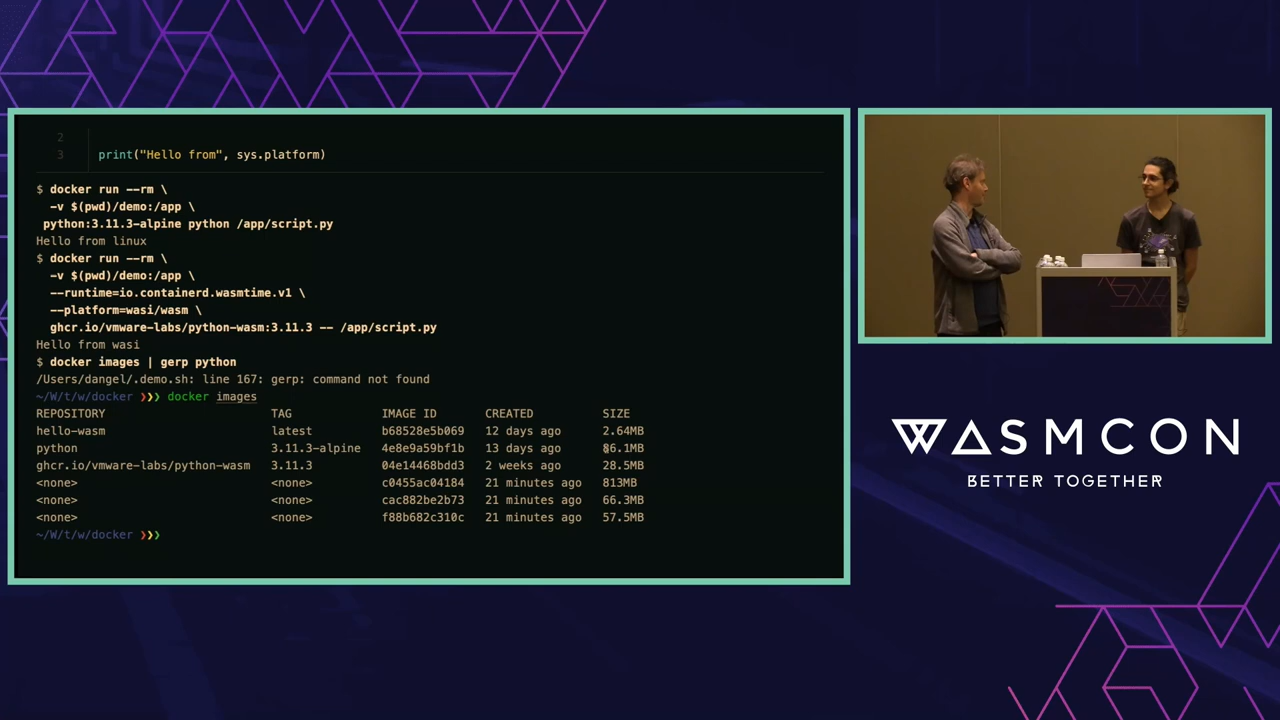 2
3 print("Hello from", sys.platform)
$ docker run --rm \
-v $(pwd)/demo:/app \
python:3.11.3-alpine python /app/script.py
Hello from linux
$ docker run --rm \
-v $(pwd)/demo:/app \
--runtime=io.containerd.wasmtime.v1 \
--platform=wasi/wasm \
ghcr.io/vmware-labs/python-wasm:3.11.3 -- /app/script.py
Hello from wasi
$ docker images | gerp python
/Users/dangel/.demo.sh: line 167: gerp: command not found
~/W/t/w/docker ❯❯❯ docker images
REPOSITORY TAG IMAGE ID CREATED SIZE
hello-wasm latest b68528e5b069 12 days ago 2.64MB
python 3.11.3-alpine 4e8e9a59bf1b 13 days ago 86.1MB
ghcr.io/vmware-labs/python-wasm 3.11.3 04e14468bdd3 2 weeks ago 28.5MB
<none> <none> c0455ac04184 21 minutes ago 813MB
<none> <none> cac882be2b73 21 minutes ago 66.3MB
<none> <none> f88b682c310c 21 minutes ago 57.5MB
~/W/t/w/docker ❯❯❯
WASMCON
BETTER TOGETHER